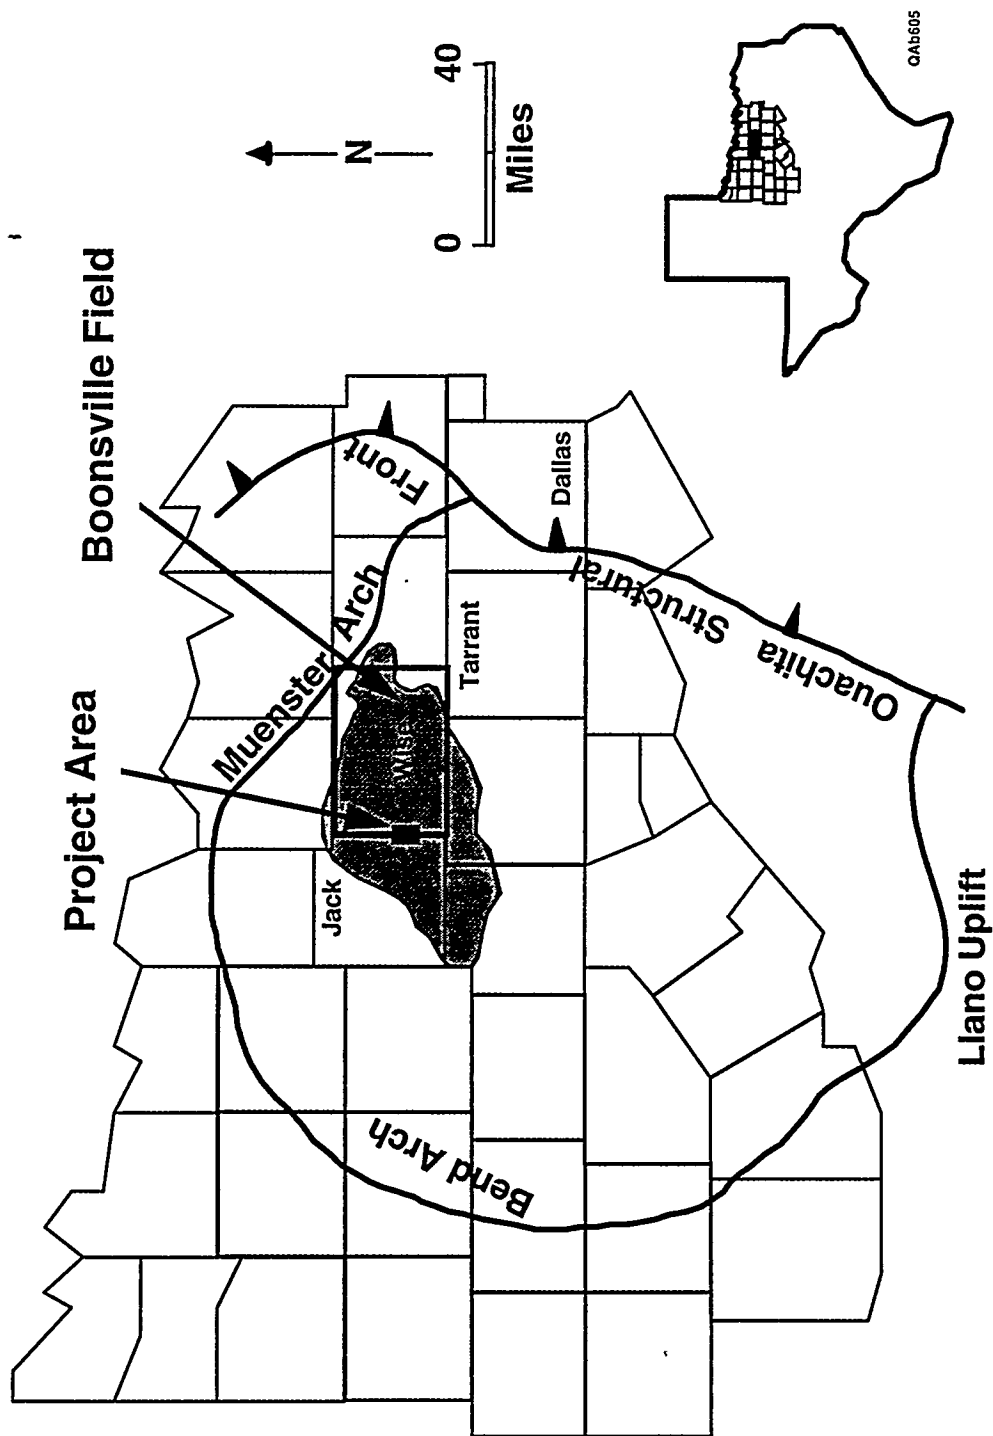 Project Area
Boonsville Field
N
0
40
Miles
Muenster
Arch
Front
Jack
Wise
Tarrant
Dallas
Bend Arch
Ouachita
Structural
Llano Uplift
QAb605